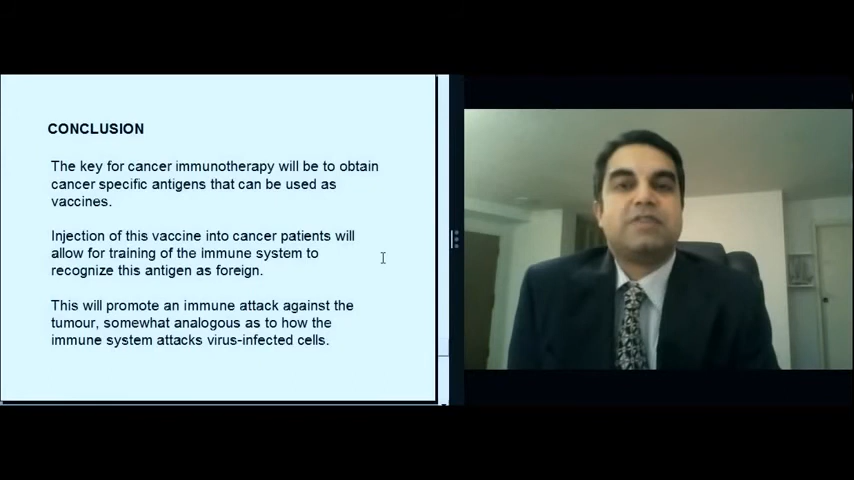 CONCLUSION
The key for cancer immunotherapy will be to obtain
cancer specific antigens that can be used as
vaccines.
Injection of this vaccine into cancer patients will
allow for training of the immune system to
recognize this antigen as foreign.
This will promote an immune attack against the
tumour, somewhat analogous as to how the
immune system attacks virus-infected cells.